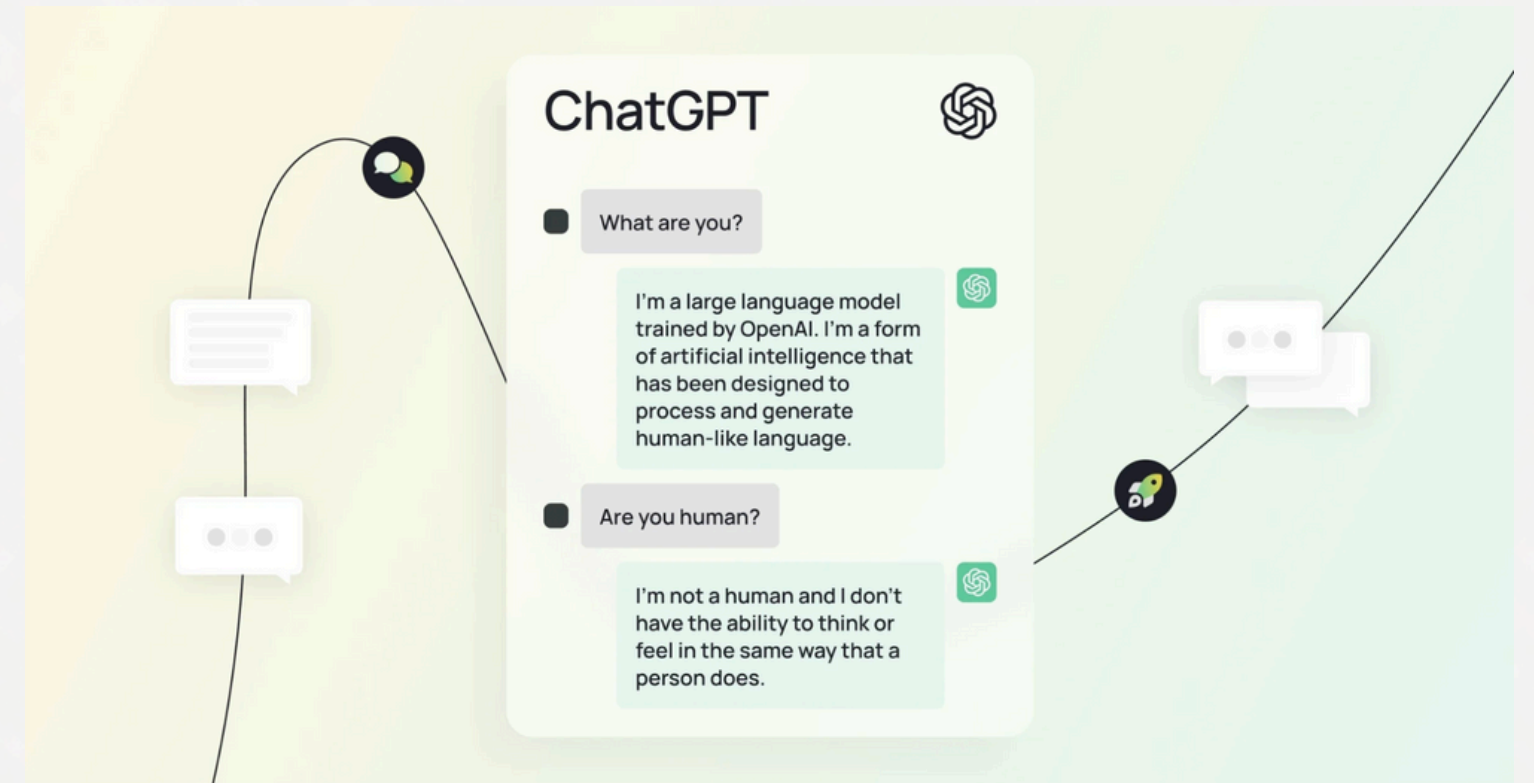 ChatGPT
What are you?
I'm a large language model
trained by OpenAI. I'm a form
of artificial intelligence that
has been designed to
process and generate
human-like language.
Are you human?
I'm not a human and I don't
have the ability to think or
feel in the same way that a
person does.